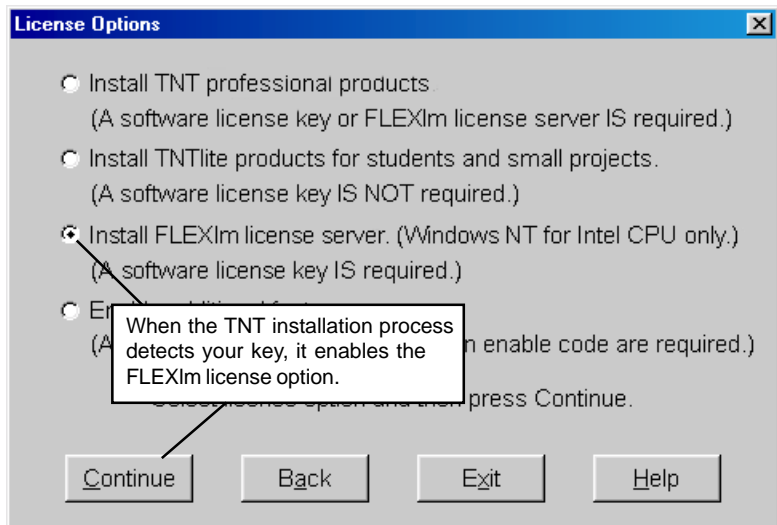 License Options
Install TNT professional products.
(A software license key or FLEXlm license server IS required.)
Install TNTlite products for students and small projects.
(A software license key IS NOT required.)
Install FLEXlm license server. (Windows NT for Intel CPU only.)
(A software license key IS required.)
When the TNT installation process
detects your key, it enables the
FLEXlm license option.
enable code are required.)
press Continue.
Continue Back Exit Help